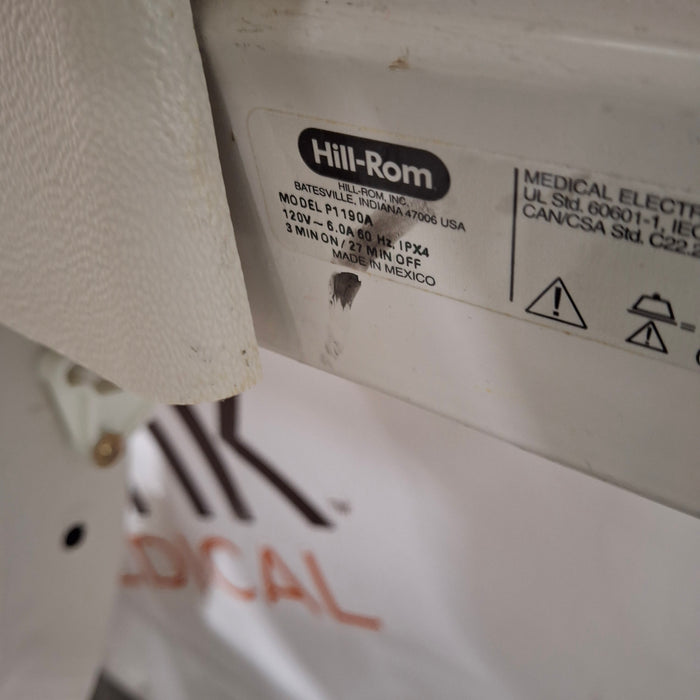 Hill-Rom
HILL-ROM, INC.
BATESVILLE, INDIANA 47006 USA
MODEL P1190A
120V~ 6.0A 60 Hz, IPX4
3 MIN ON / 27 MIN OFF
MADE IN MEXICO
MEDICAL ELECTR
UL Std. 60601-1, IEC
CAN/CSA Std. C22.2
=
DICAL